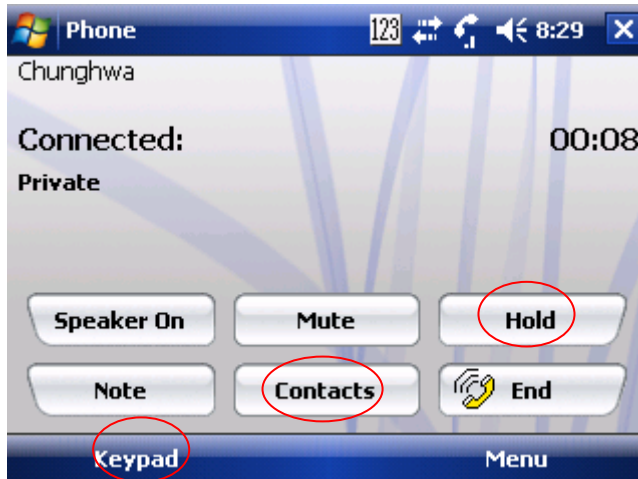 Phone 123 8:29
Chunghwa
Connected: 00:08
Private
Speaker On Mute Hold
Note Contacts End
Keypad Menu